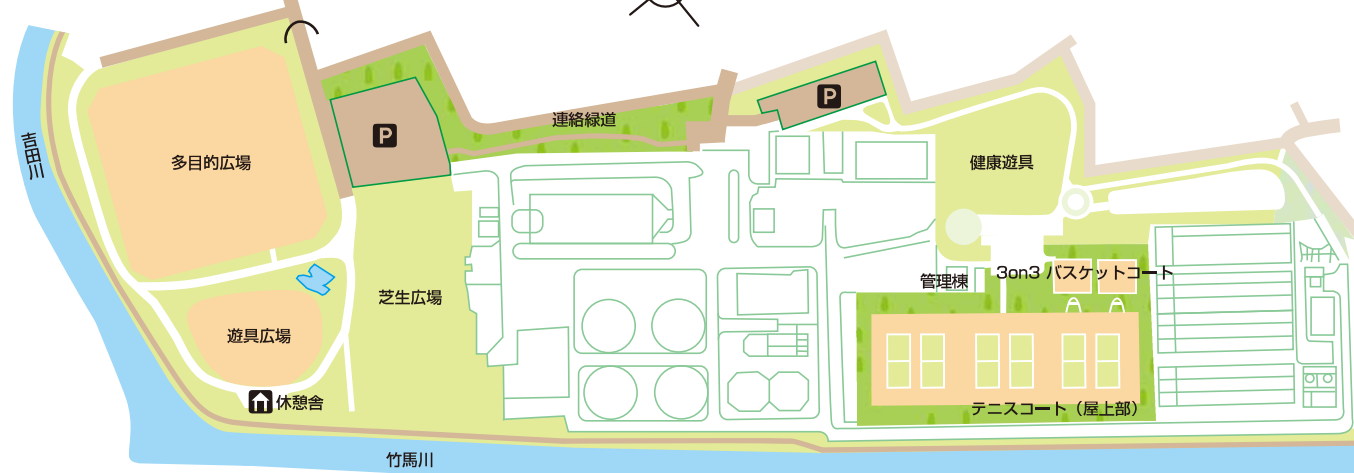 吉田川
多目的広場
P
連絡緑道
P
健康遊具
芝生広場
管理棟
3on3 バスケットコート
遊具広場
休憩舎
テニスコート（屋上部）
竹馬川